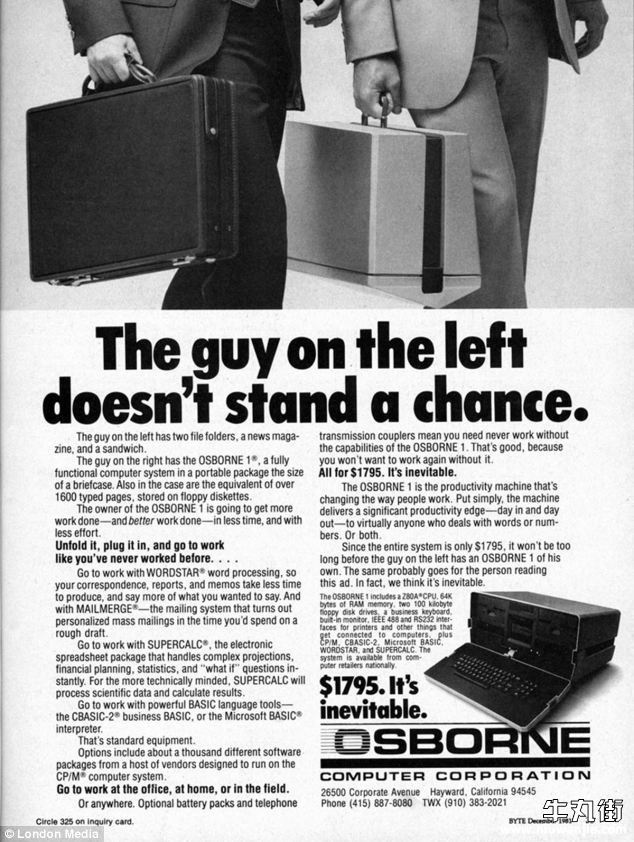 The guy on the left
doesn't stand a chance.
The guy on the left has two file folders, a news maga-
zine, and a sandwich.
The guy on the right has the OSBORNE 1®, a fully
functional computer system in a portable package the size
of a briefcase. Also in the case are the equivalent of over
1600 typed pages, stored on floppy diskettes.
The owner of the OSBORNE 1 is going to get more
work done—and better work done—in less time, and with
less effort.
Unfold it, plug it in, and go to work
like you've never worked before. . . .
Go to work with WORDSTAR® word processing, so
your correspondence, reports, and memos take less time
to produce, and say more of what you wanted to say. And
with MAILMERGE®—the mailing system that turns out
personalized mass mailings in the time you'd spend on a
rough draft.
Go to work with SUPERCALC®, the electronic
spreadsheet package that handles complex projections,
financial planning, statistics, and "what if" questions in-
stantly. For the more technically minded, SUPERCALC will
process scientific data and calculate results.
Go to work with powerful BASIC language tools—
the CBASIC-2® business BASIC, or the Microsoft BASIC®
interpreter.
That's standard equipment.
Options include about a thousand different software
packages from a host of vendors designed to run on the
CP/M® computer system.
Go to work at the office, at home, or in the field.
Or anywhere. Optional battery packs and telephone
transmission couplers mean you need never work without
the capabilities of the OSBORNE 1. That's good, because
you won't want to work again without it.
All for $1795. It's inevitable.
The OSBORNE 1 is the productivity machine that's
changing the way people work. Put simply, the machine
delivers a significant productivity edge—day in and day
out—to virtually anyone who deals with words or num-
bers. Or both.
Since the entire system is only $1795, it won't be too
long before the guy on the left has an OSBORNE 1 of his
own. The same probably goes for the person reading
this ad. In fact, we think it's inevitable.
The OSBORNE 1 includes a Z80A® CPU, 64K
bytes of RAM memory, two 100 kilobyte
floppy disk drives, a business keyboard,
built-in monitor, IEEE 488 and RS232 inter-
faces for printers and other things that
get connected to computers, plus
CP/M, CBASIC-2, Microsoft BASIC,
WORDSTAR, and SUPERCALC. The
system is available from com-
puter retailers nationally.
$1795. It's
inevitable.
OSBORNE
COMPUTER CORPORATION
26500 Corporate Avenue Hayward, California 94545
Phone (415) 887-8080 TWX (910) 383-2021
Circle 325 on inquiry card.
BYTE December 1981
© London Media
牛丸街